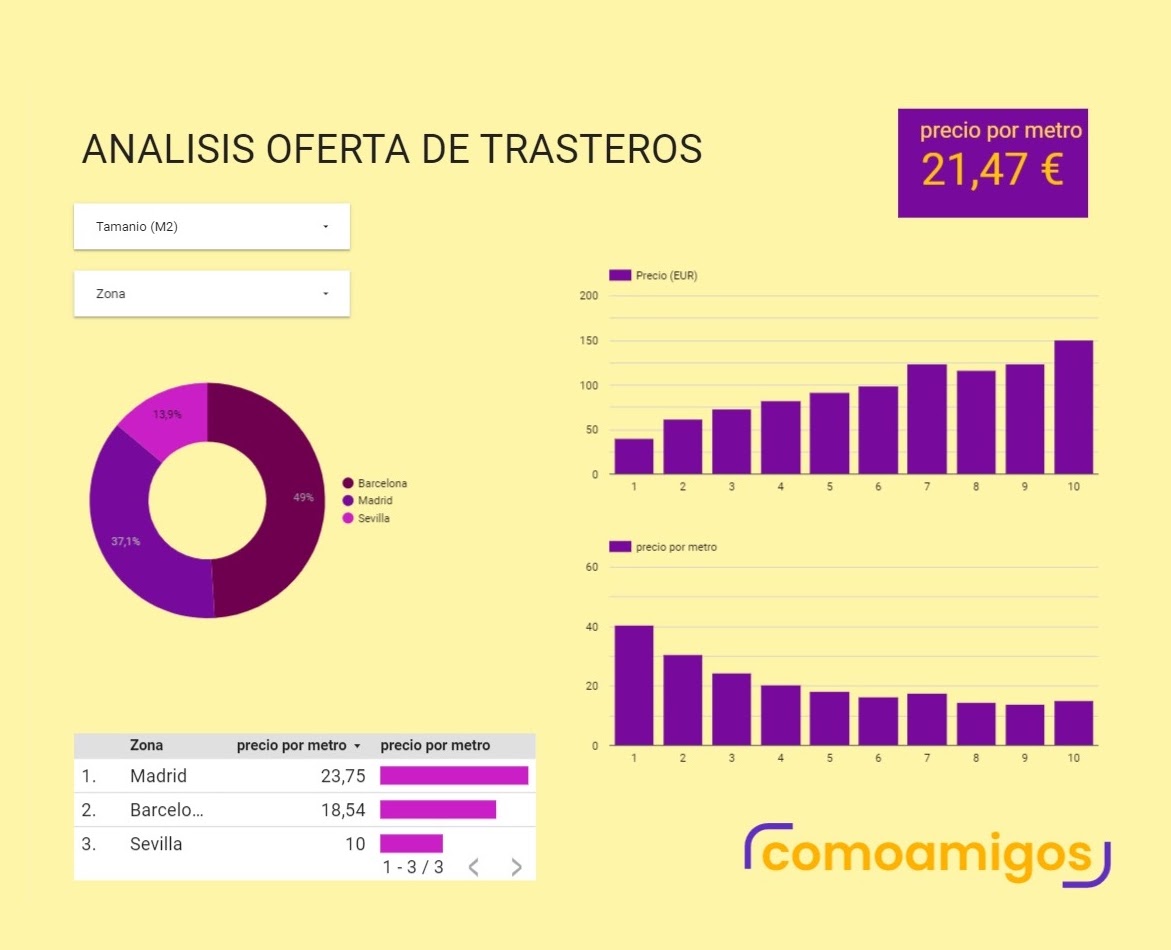 ANALISIS OFERTA DE TRASTEROS
precio por metro
21,47 €
Tamanio (M2)
Zona
13,9%
49%
37,1%
Barcelona
Madrid
Sevilla
Precio (EUR)
200
150
100
50
0
1 2 3 4 5 6 7 8 9 10
precio por metro
60
40
20
0
1 2 3 4 5 6 7 8 9 10
Zona precio por metro precio por metro
1. Madrid 23,75
2. Barcelo... 18,54
3. Sevilla 10
1 - 3 / 3
comoamigos